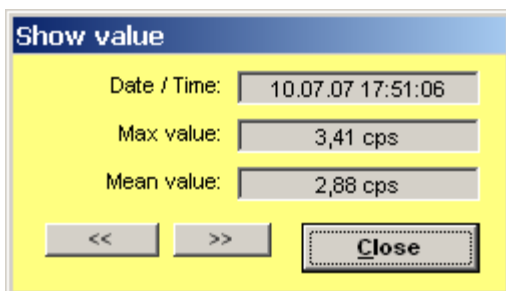 Show value
Date / Time: 10.07.07 17:51:06
Max value: 3,41 cps
Mean value: 2,88 cps
<< >> Close